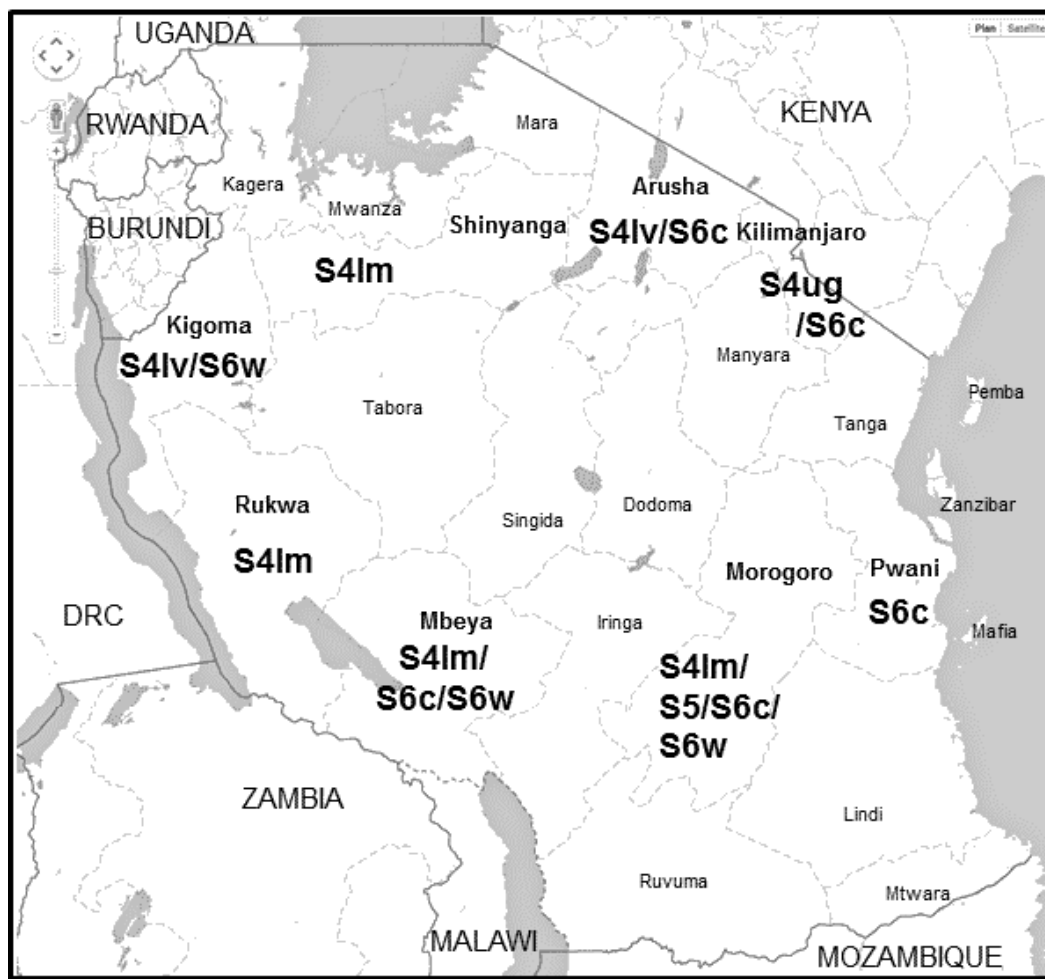 UGANDA
Plan
Satellite
RWANDA
Mara
KENYA
Kagera
Mwanza
Arusha
BURUNDI
Shinyanga
S4lv/S6c
Kilimanjaro
S4lm
S4ug
/S6c
Kigoma
S4lv/S6w
Manyara
Pemba
Tabora
Tanga
Rukwa
Dodoma
Zanzibar
Singida
S4lm
Morogoro
Pwani
S6c
DRC
Mbeya
Iringa
Mafia
S4lm/
S6c/S6w
S4lm/
S5/S6c/
S6w
ZAMBIA
Lindi
Ruvuma
Mtwara
MALAWI
MOZAMBIQUE